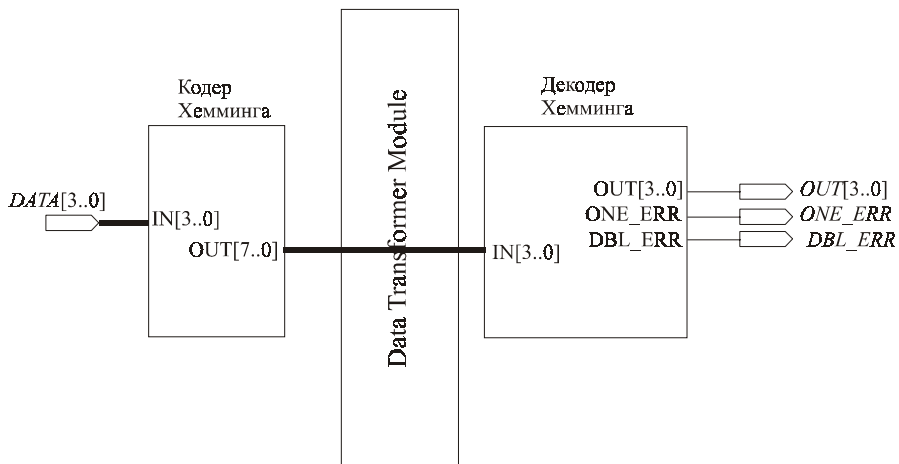 Кодер
Хемминга
Декодер
Хемминга
Data Transformer Module
DATA[3..0]
IN[3..0]
OUT[7..0]
IN[3..0]
OUT[3..0]
ONE_ERR
DBL_ERR
OUT[3..0]
ONE_ERR
DBL_ERR